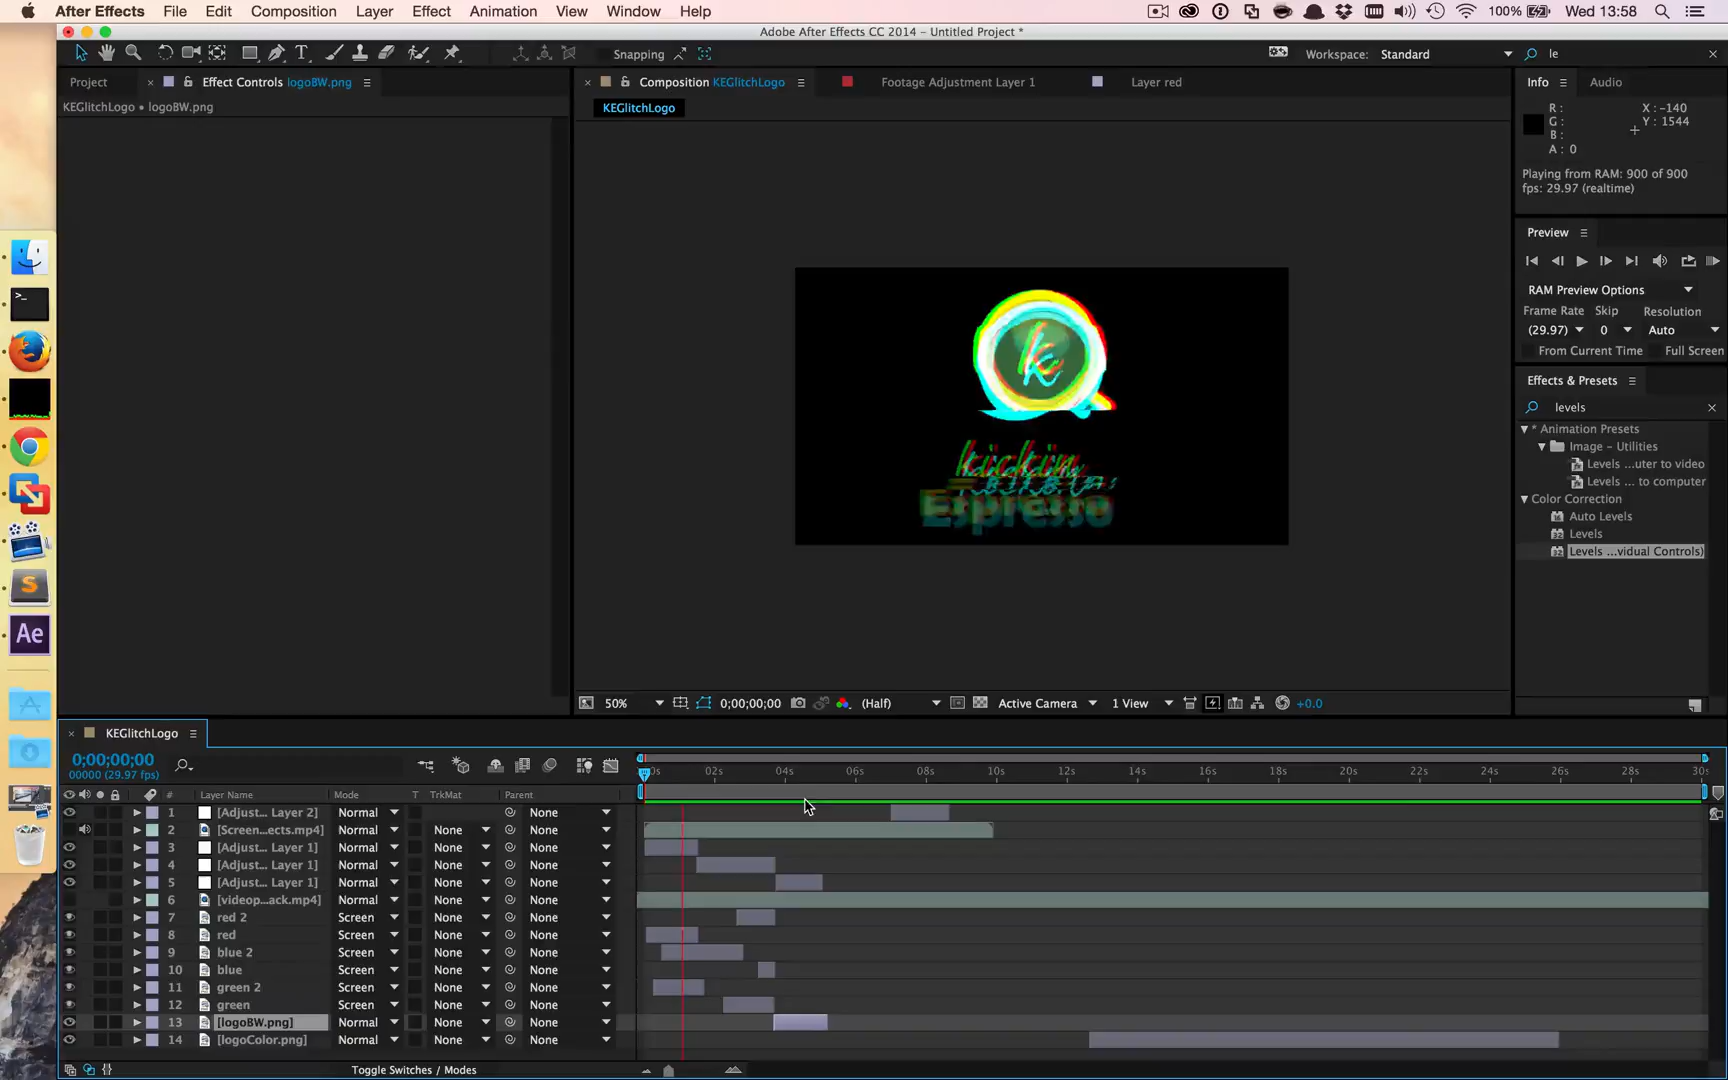 After Effects File Edit Composition Layer Effect Animation View Window Help 100% Wed 13:58
Adobe After Effects CC 2014 - Untitled Project *
Snapping Workspace: Standard le
Project Effect Controls logoBW.png Composition KEGlitchLogo Footage Adjustment Layer 1 Layer red Info Audio
KEGlitchLogo • logoBW.png KEGlitchLogo
R : X : -140
G : Y : 1544
B :
A : 0
Playing from RAM: 900 of 900
fps: 29.97 (realtime)
Preview
RAM Preview Options
Frame Rate Skip Resolution
(29.97) 0 Auto
From Current Time Full Screen
Effects & Presets
levels
* Animation Presets
Image – Utilities
Levels ...uter to video
Levels ... to computer
Color Correction
Auto Levels
Levels
Levels ...vidual Controls)
k
kickin
Espresso
50% 0;00;00;00 (Half) Active Camera 1 View +0.0
KEGlitchLogo
0;00;00;00
00000 (29.97 fps)
0s 02s 04s 06s 08s 10s 12s 14s 16s 18s 20s 22s 24s 26s 28s 30s
# Layer Name Mode T TrkMat Parent
1 [Adjust... Layer 2] Normal None
2 [Screen...ects.mp4] Normal None None
3 [Adjust... Layer 1] Normal None None
4 [Adjust... Layer 1] Normal None None
5 [Adjust... Layer 1] Normal None None
6 [videop...ack.mp4] Normal None None
7 red 2 Screen None None
8 red Screen None None
9 blue 2 Screen None None
10 blue Screen None None
11 green 2 Screen None None
12 green Screen None None
13 [logoBW.png] Normal None None
14 [logoColor.png] Normal None None
Toggle Switches / Modes
Ae
S